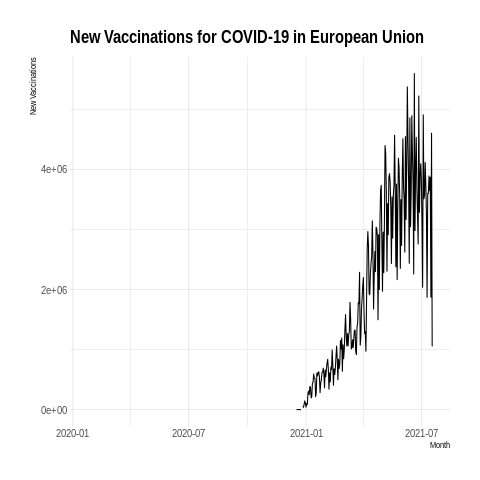 New Vaccinations for COVID-19 in European Union
New Vaccinations
4e+06
2e+06
0e+00
2020-01 2020-07 2021-01 2021-07
Month